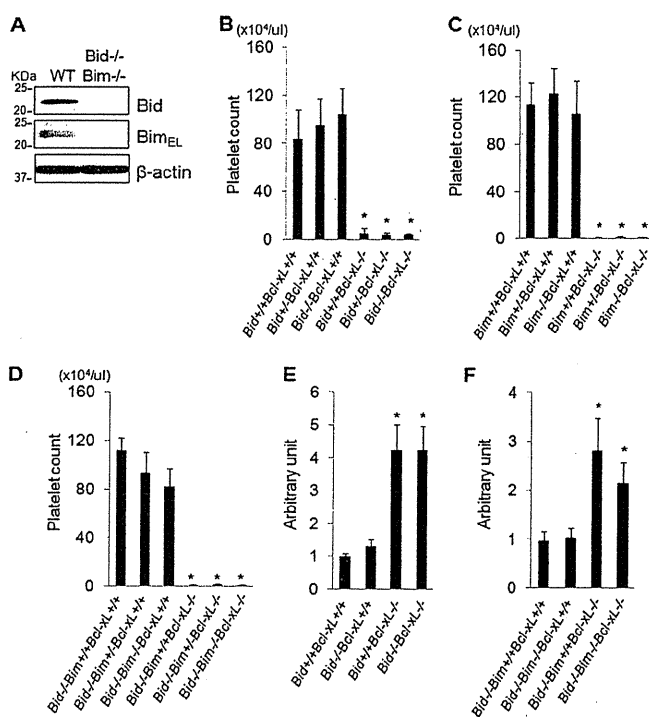 A
Bid-/-
KDa WT Bim-/-
25-
20-
Bid
25-
20-
BimEL
37-
β-actin
B
(x10⁴/ul)
Platelet count
160
120
80
40
0
* * *
Bid+/+Bcl-xL+/+
Bid+/-Bcl-xL+/+
Bid-/-Bcl-xL+/+
Bid+/+Bcl-xL-/-
Bid+/-Bcl-xL-/-
Bid-/-Bcl-xL-/-
C
(x10⁴/ul)
Platelet count
160
120
80
40
0
* * *
Bim+/+Bcl-xL+/+
Bim+/-Bcl-xL+/+
Bim-/-Bcl-xL+/+
Bim+/+Bcl-xL-/-
Bim+/-Bcl-xL-/-
Bim-/-Bcl-xL-/-
D
(x10⁴/ul)
Platelet count
160
120
80
40
0
* * *
Bid-/-Bim+/+Bcl-xL+/+
Bid-/-Bim+/-Bcl-xL+/+
Bid-/-Bim-/-Bcl-xL+/+
Bid-/-Bim+/+Bcl-xL-/-
Bid-/-Bim+/-Bcl-xL-/-
Bid-/-Bim-/-Bcl-xL-/-
E
Arbitrary unit
6
5
4
3
2
1
0
* *
Bid+/+Bcl-xL+/+
Bid-/-Bcl-xL+/+
Bid+/+Bcl-xL-/-
Bid-/-Bcl-xL-/-
F
Arbitrary unit
4
3
2
1
0
*
*
Bid-/-Bim+/+Bcl-xL+/+
Bid-/-Bim-/-Bcl-xL+/+
Bid-/-Bim+/+Bcl-xL-/-
Bid-/-Bim-/-Bcl-xL-/-